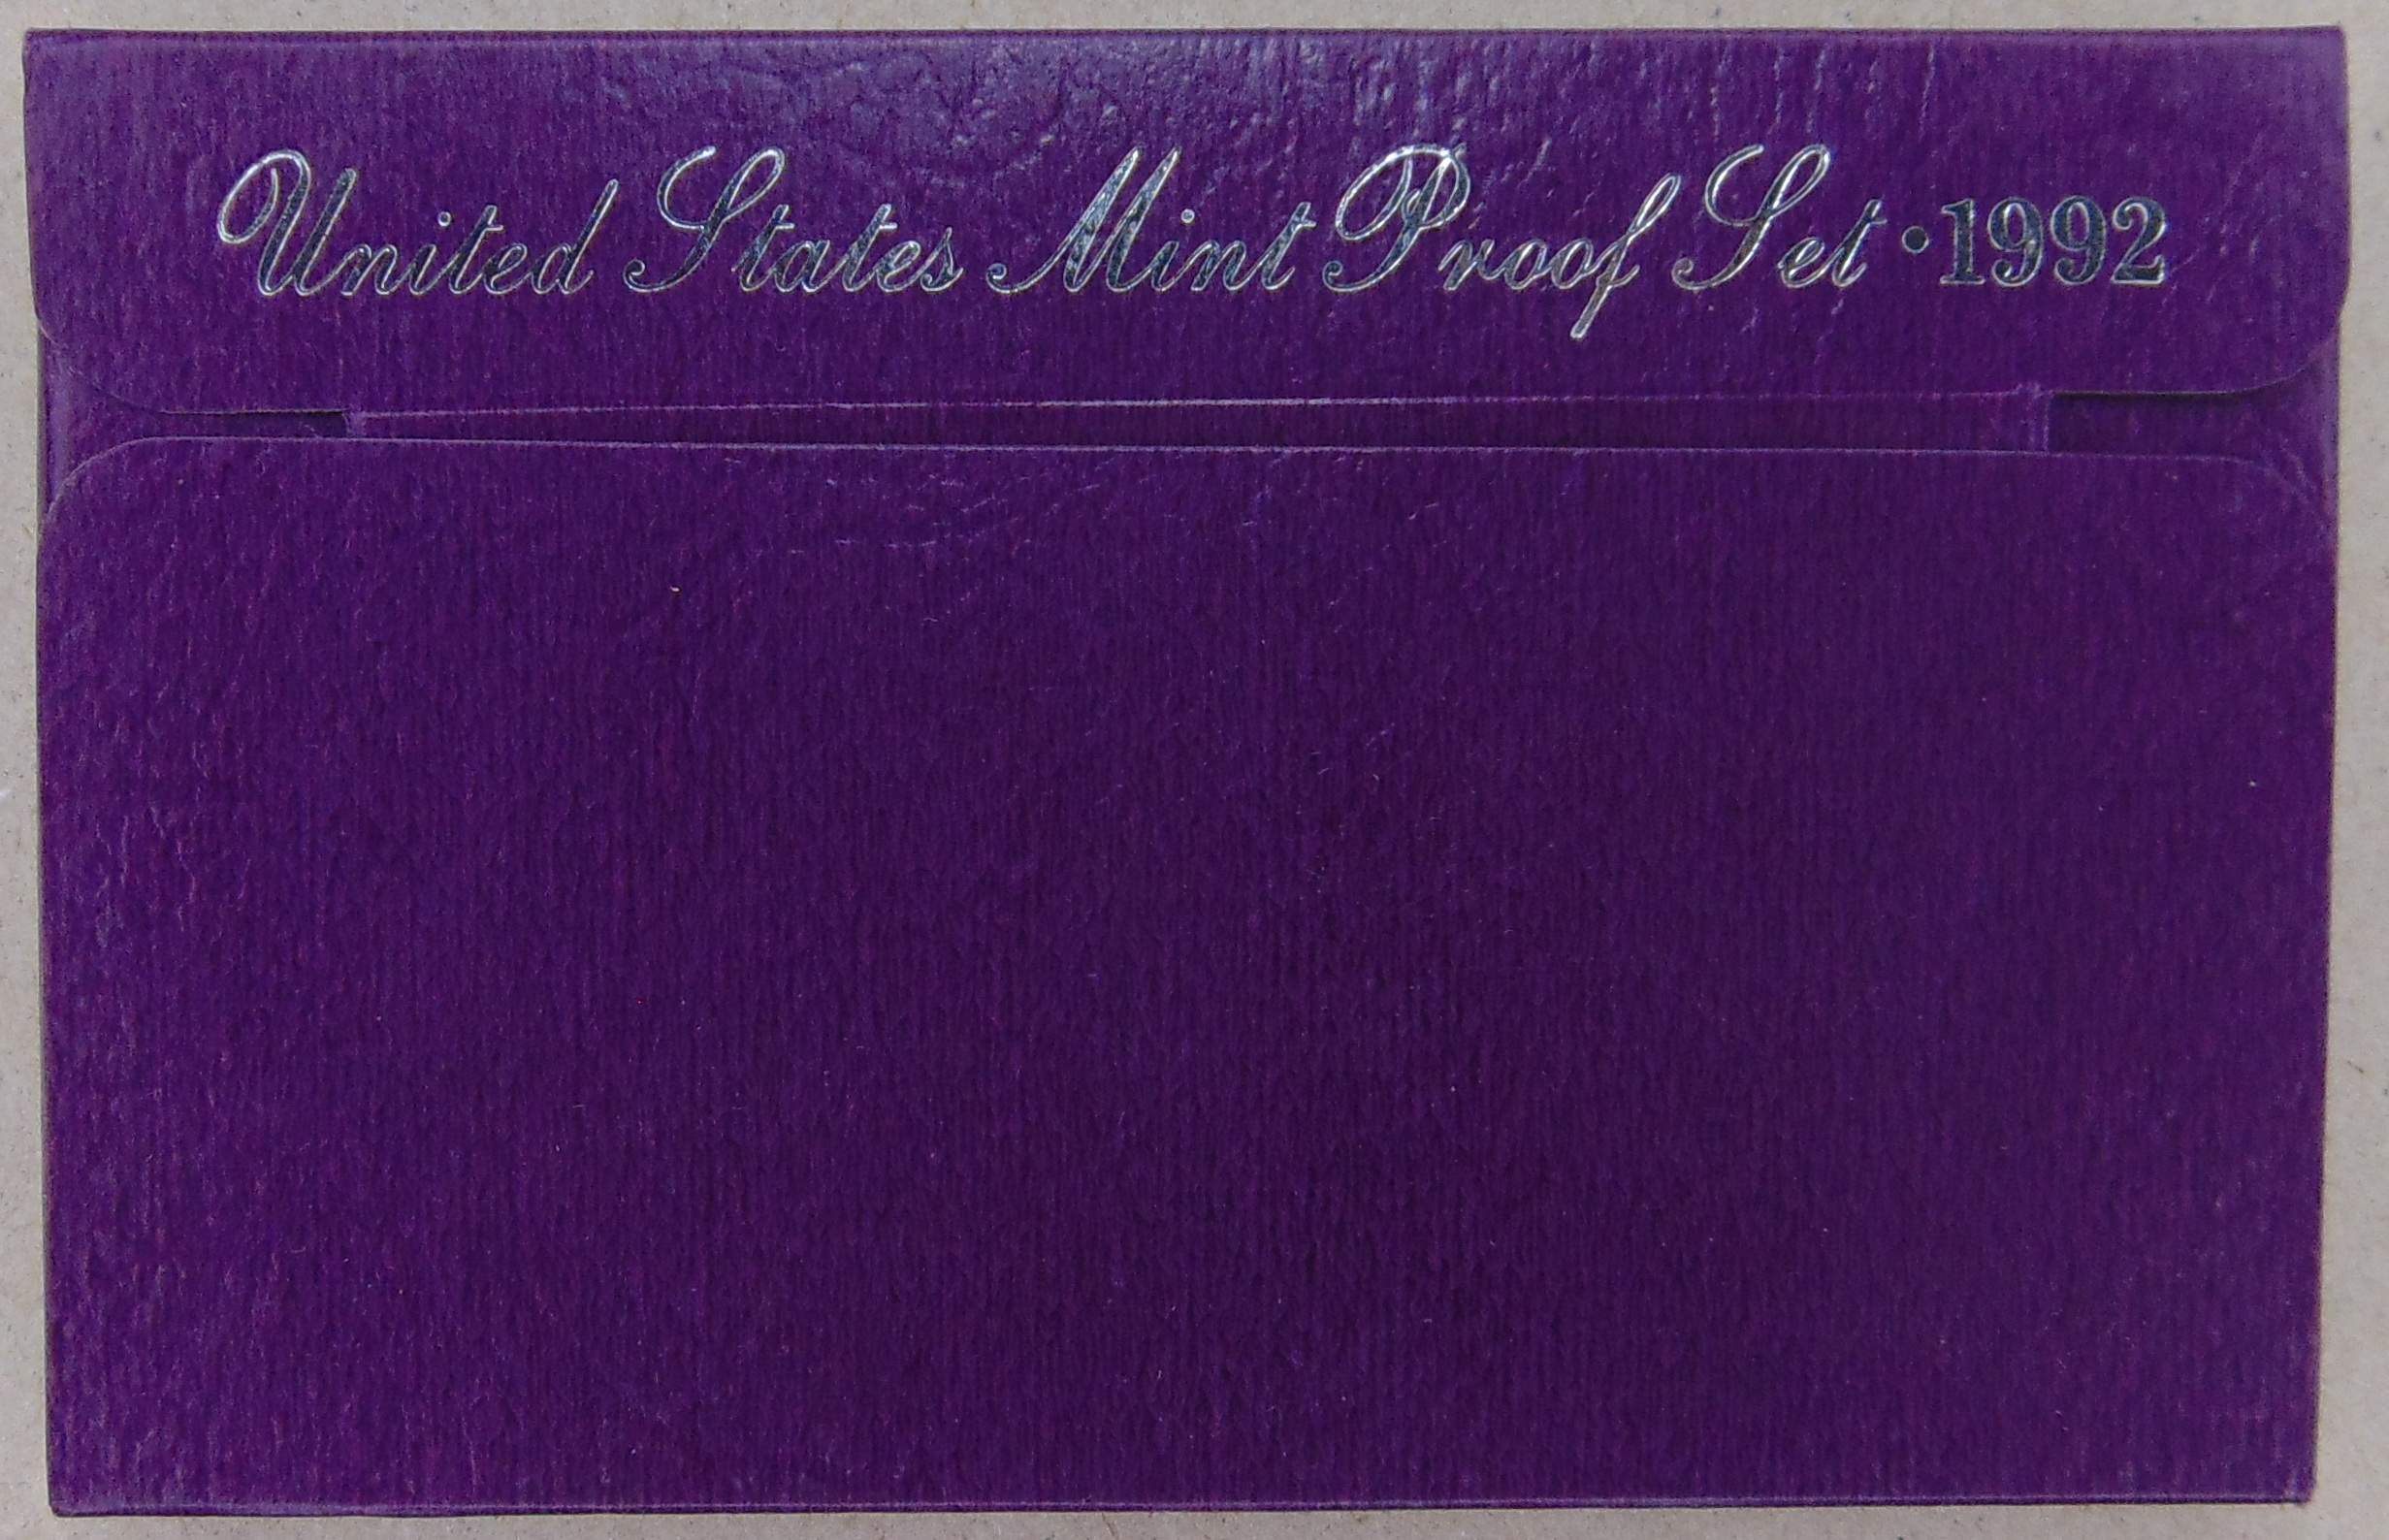 United States Mint Proof Set · 1992